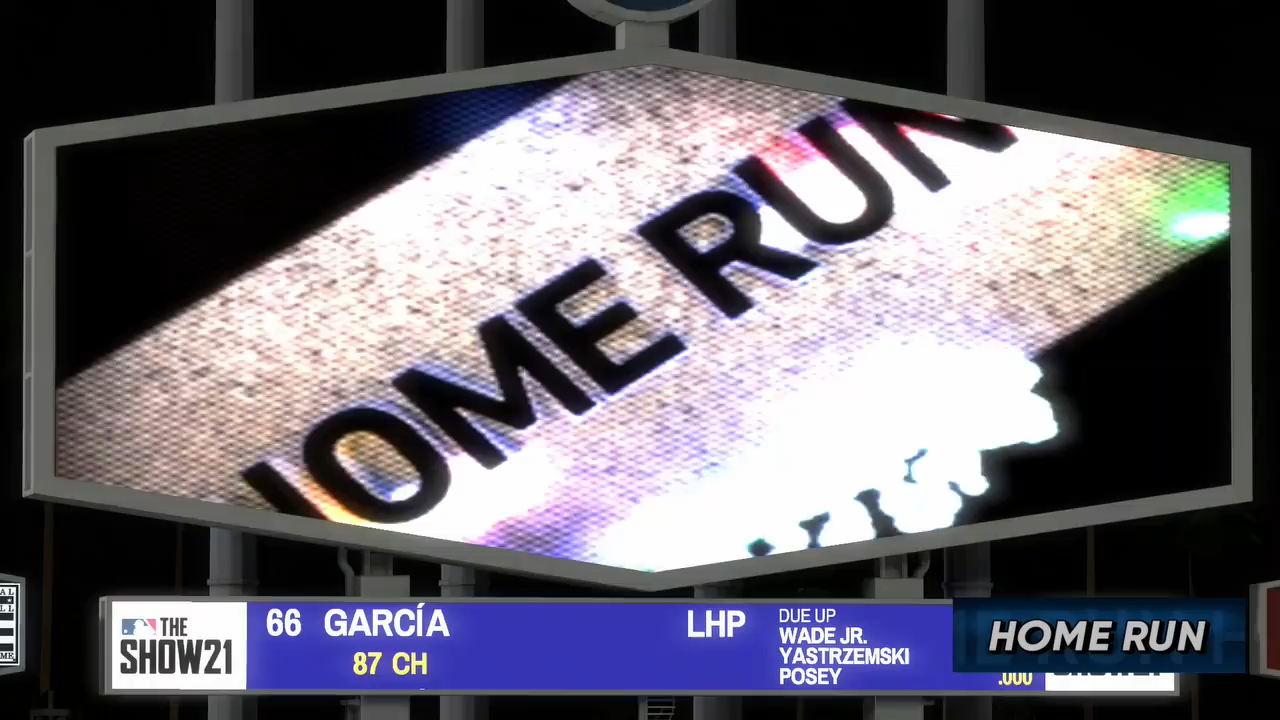 HOME RUN
THE
SHOW21
66 GARCÍA
87 CH
LHP
DUE UP
WADE JR.
YASTRZEMSKI
POSEY
.000
HOME RUN